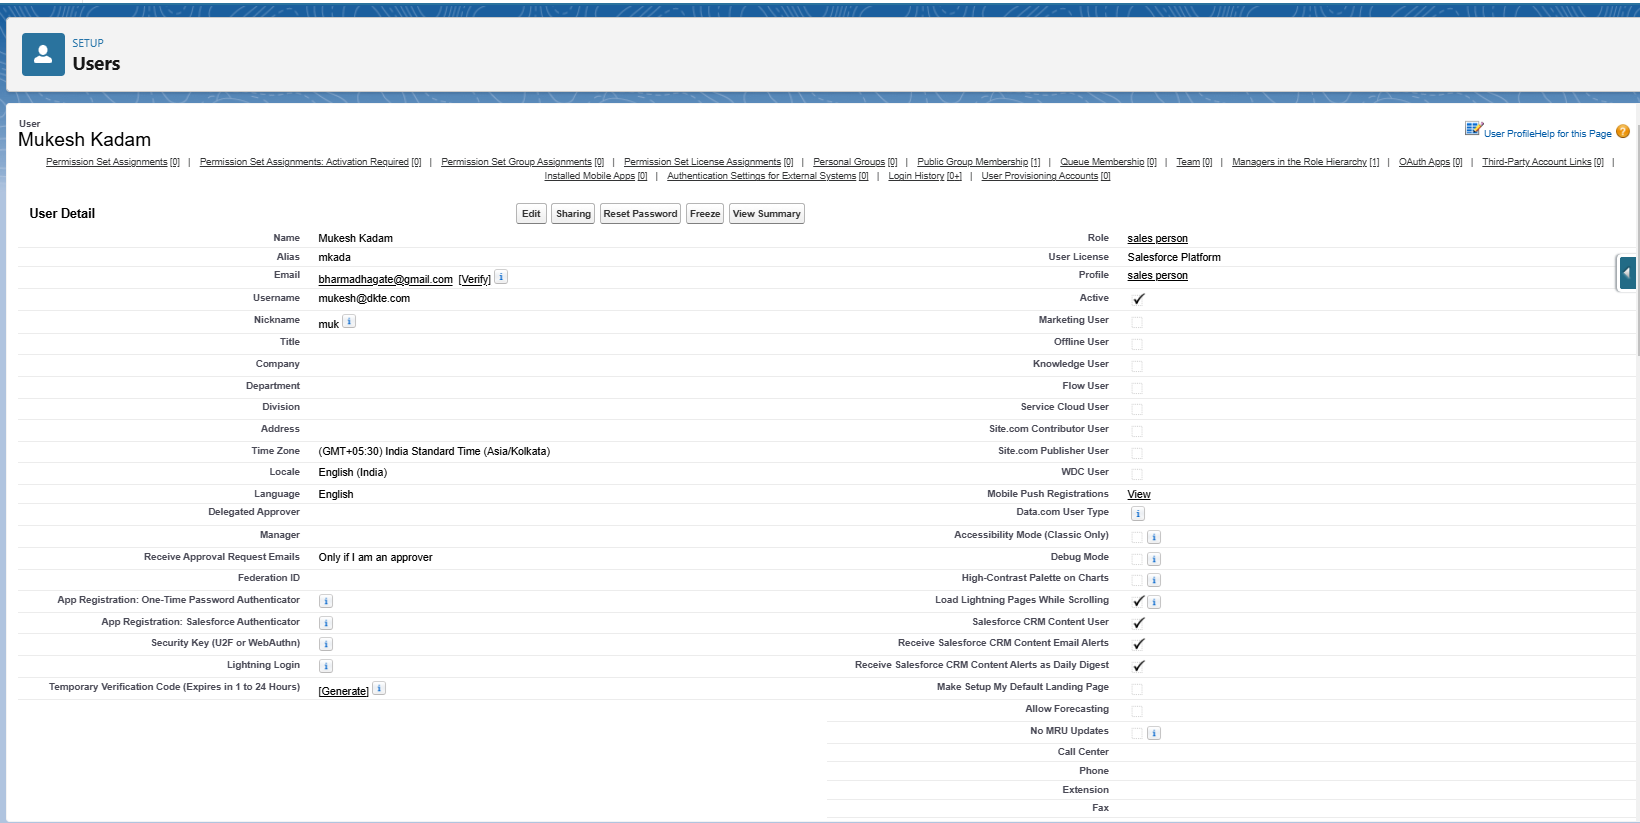 SETUP
Users
User
Mukesh Kadam
User Profile Help for this Page
Permission Set Assignments [0] | Permission Set Assignments: Activation Required [0] | Permission Set Group Assignments [0] | Permission Set License Assignments [0] | Personal Groups [0] | Public Group Membership [1] | Queue Membership [0] | Team [0] | Managers in the Role Hierarchy [1] | OAuth Apps [0] | Third-Party Account Links [0] |
Installed Mobile Apps [0] | Authentication Settings for External Systems [0] | Login History [0+] | User Provisioning Accounts [0]
User Detail Edit Sharing Reset Password Freeze View Summary
Name Mukesh Kadam Role sales person
Alias mkada User License Salesforce Platform
Email bharmadhagate@gmail.com [Verify] i Profile sales person
Username mukesh@dkte.com Active
Nickname muk i Marketing User
Title Offline User
Company Knowledge User
Department Flow User
Division Service Cloud User
Address Site.com Contributor User
Time Zone (GMT+05:30) India Standard Time (Asia/Kolkata) Site.com Publisher User
Locale English (India) WDC User
Language English Mobile Push Registrations View
Delegated Approver Data.com User Type i
Manager Accessibility Mode (Classic Only) i
Receive Approval Request Emails Only if I am an approver Debug Mode i
Federation ID High-Contrast Palette on Charts i
App Registration: One-Time Password Authenticator i Load Lightning Pages While Scrolling i
App Registration: Salesforce Authenticator i Salesforce CRM Content User
Security Key (U2F or WebAuthn) i Receive Salesforce CRM Content Email Alerts
Lightning Login i Receive Salesforce CRM Content Alerts as Daily Digest
Temporary Verification Code (Expires in 1 to 24 Hours) [Generate] i Make Setup My Default Landing Page
Allow Forecasting
No MRU Updates i
Call Center
Phone
Extension
Fax